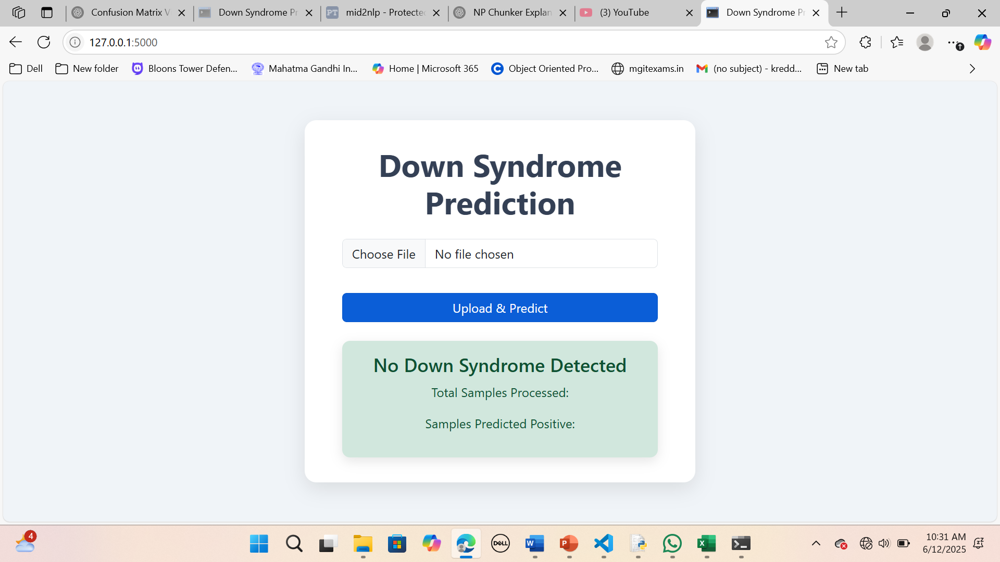 Confusion Matrix V
Down Syndrome Pr
mid2nlp - Protected
NP Chunker Explan
(3) YouTube
Down Syndrome Pr
127.0.0.1:5000
Dell
New folder
Bloons Tower Defen...
Mahatma Gandhi In...
Home | Microsoft 365
Object Oriented Pro...
mgitexams.in
(no subject) - kredd...
New tab
Down Syndrome
Prediction
Choose File
No file chosen
Upload & Predict
No Down Syndrome Detected
Total Samples Processed:
Samples Predicted Positive:
4
DELL
10:31 AM
6/12/2025